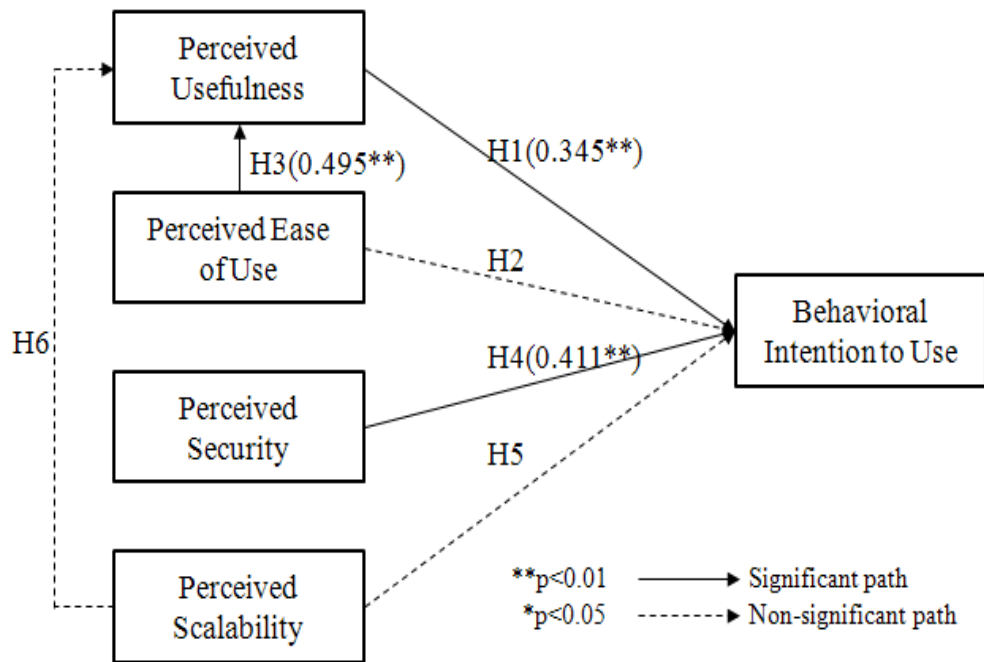 Perceived
Usefulness
H1(0.345**)
H3(0.495**)
Perceived Ease
of Use
H2
Behavioral
Intention to Use
H6
H4(0.411**)
Perceived
Security
H5
Perceived
Scalability
**p<0.01
Significant path
*p<0.05
Non-significant path